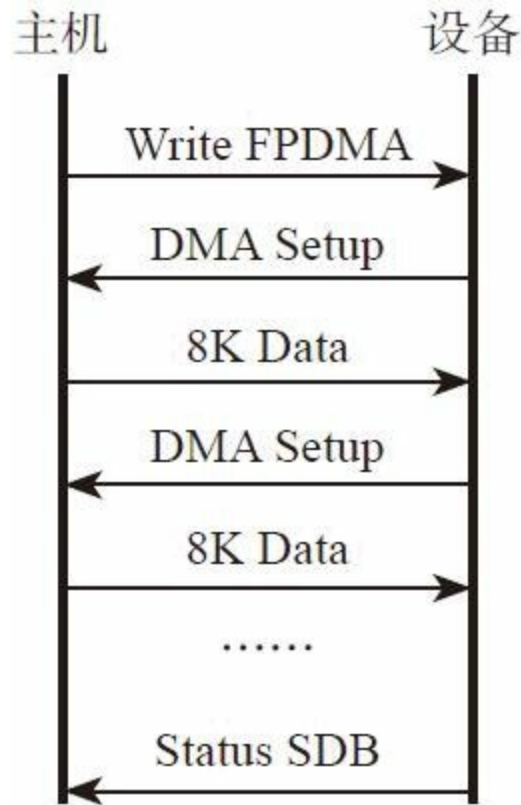 主机 设备
Write FPDMA
DMA Setup
8K Data
DMA Setup
8K Data
……
Status SDB